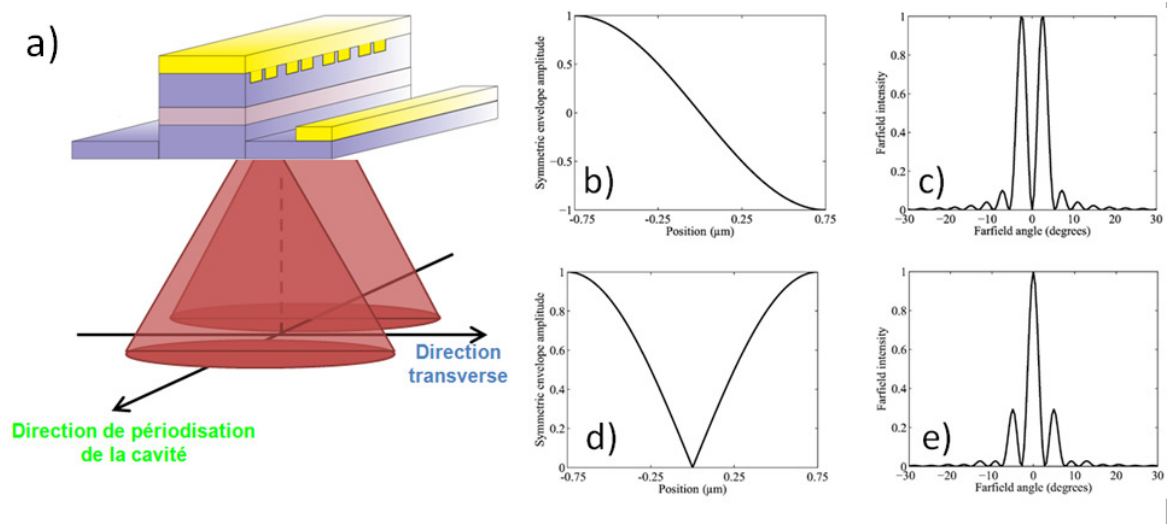 a)
Direction
transverse
Direction de périodisation
de la cavité
Symmetric envelope amplitude
1
0.5
0
−0.5
−1
-0.75
-0.25
0.25
0.75
Position (µm)
b)
Farfield intensity
1
0.8
0.6
0.4
0.2
0
−30
−20
−10
0
10
20
30
Farfield angle (degrees)
c)
Symmetric envelope amplitude
1
0.8
0.6
0.4
0.2
0
-0.75
-0.25
0.25
0.75
Position (µm)
d)
Farfield intensity
1
0.8
0.6
0.4
0.2
0
−30
−20
−10
0
10
20
30
Farfield angle (degrees)
e)